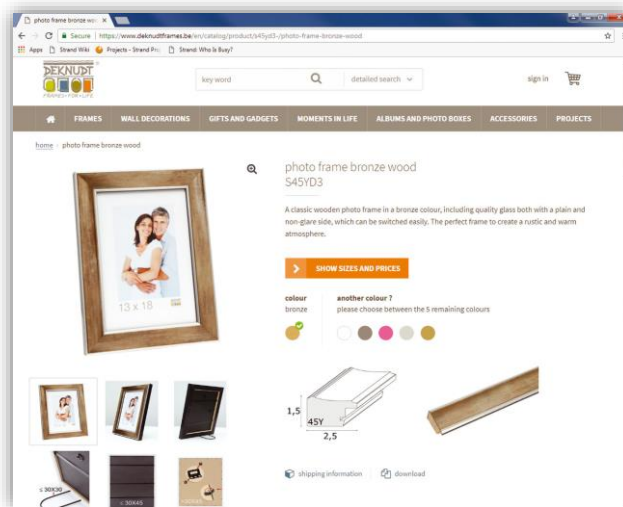 photo frame bronze woo
Secure https://www.deknudtframes.be/en/catalog/product/s45yd3-/photo-frame-bronze-wood
Apps Strand Wiki Projects - Strand Pro Strand Who Is Busy?
DEKNUDT
FRAMES-FOR-LIFE
key word
detailed search
sign in
FRAMES WALL DECORATIONS GIFTS AND GADGETS MOMENTS IN LIFE ALBUMS AND PHOTO BOXES ACCESSORIES PROJECTS
home photo frame bronze wood
photo frame bronze wood
S45YD3
A classic wooden photo frame in a bronze colour, including quality glass both with a plain and
non-glare side, which can be switched easily. The perfect frame to create a rustic and warm
atmosphere.
SHOW SIZES AND PRICES
colour another colour ?
bronze please choose between the 5 remaining colours
13 x 18
1,5
45Y
2,5
≤ 30X30
≤ 30X45
shipping information download